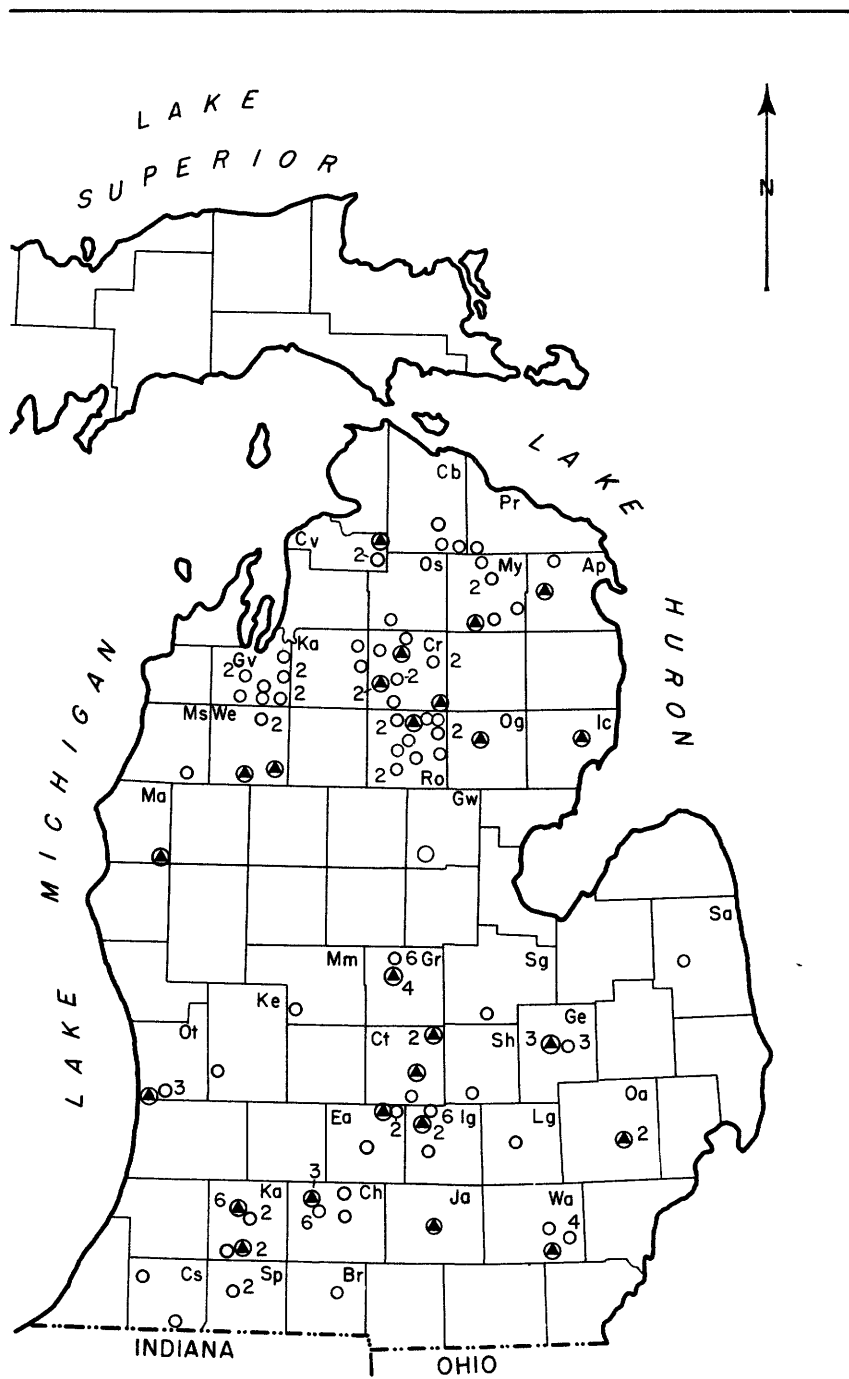 LAKE
SUPERIOR
N
LAKE
HURON
Cb
Pr
Cv
2
Os
My
2
Ap
Ka
Gv
2
2
2
Cr
2
2
2
Ms
We
2
2
2
Og
Ic
2
Ro
Ma
Gw
LAKE MICHIGAN
Sa
Mm
6
Gr
4
Sg
Ke
Ot
3
Ct
2
Sh
Ge
3
3
Ea
2
6
Ig
2
Lg
Oa
2
3
Ka
6
2
2
Ch
6
Ja
Wa
4
Cs
Sp
2
Br
INDIANA
OHIO